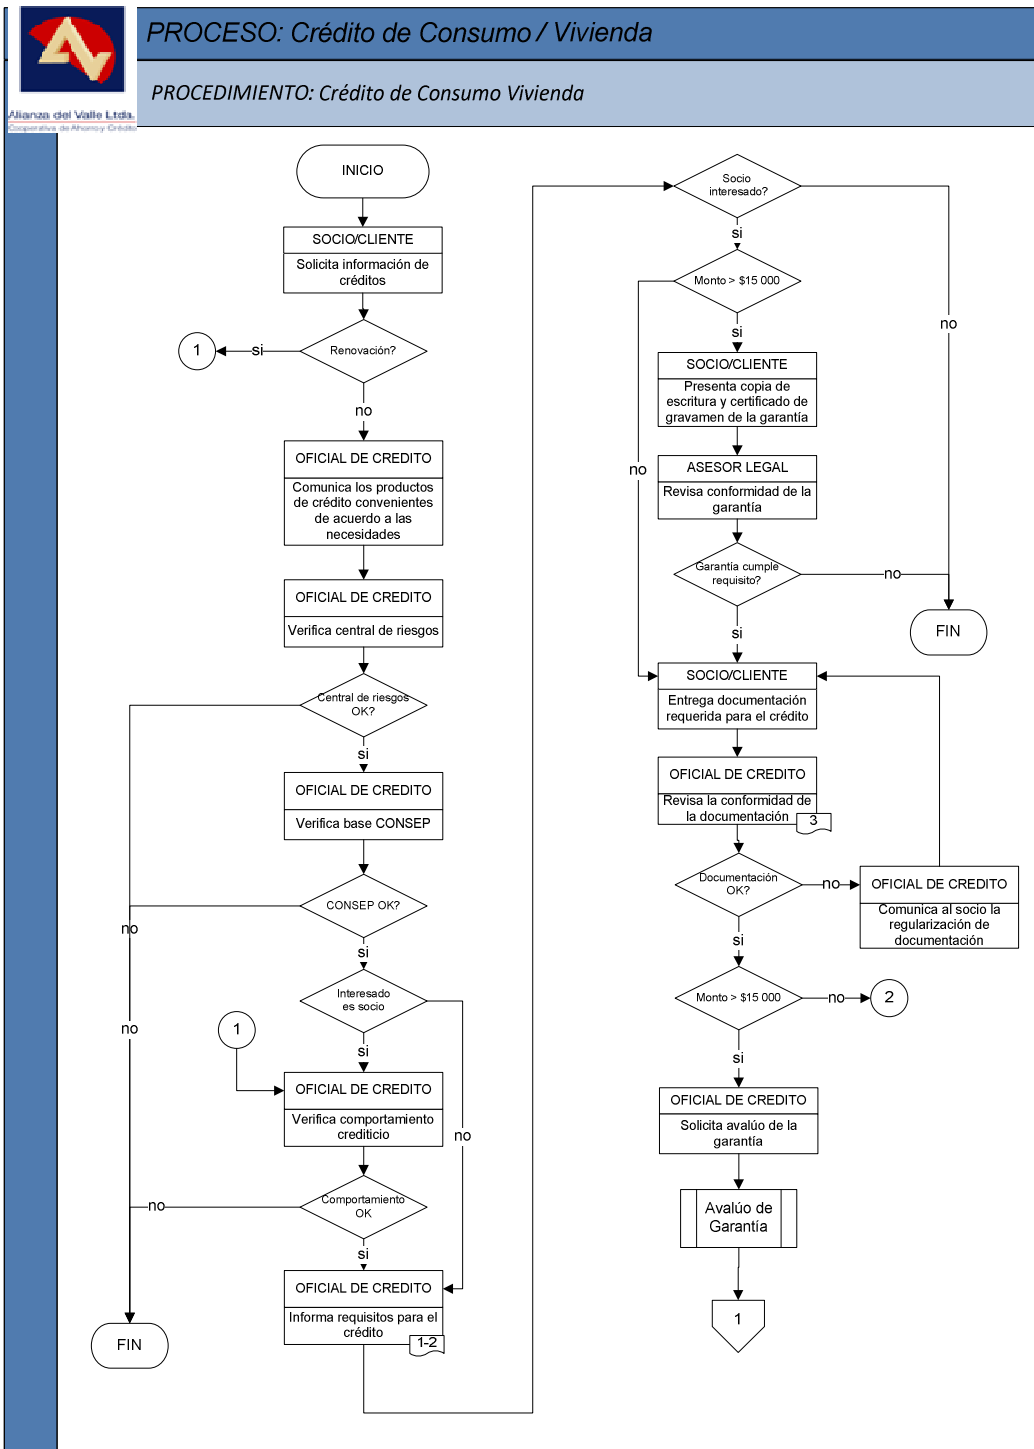 PROCESO: Crédito de Consumo / Vivienda
PROCEDIMIENTO: Crédito de Consumo Vivienda
Alianza del Valle Ltda.
Cooperativa de Ahorro y Crédito
INICIO
SOCIO/CLIENTE
Solicita información de
créditos
Renovación?
si
1
no
OFICIAL DE CREDITO
Comunica los productos
de crédito convenientes
de acuerdo a las
necesidades
OFICIAL DE CREDITO
Verifica central de riesgos
Central de riesgos
OK?
si
OFICIAL DE CREDITO
Verifica base CONSEP
CONSEP OK?
no
si
Interesado
es socio
no
1
si
OFICIAL DE CREDITO
Verifica comportamiento
crediticio
no
Comportamiento
OK
no
si
OFICIAL DE CREDITO
Informa requisitos para el
crédito
1-2
FIN
Socio
interesado?
si
Monto > $15 000
no
si
SOCIO/CLIENTE
Presenta copia de
escritura y certificado de
gravamen de la garantía
no
ASESOR LEGAL
Revisa conformidad de la
garantía
Garantía cumple
requisito?
no
si
FIN
SOCIO/CLIENTE
Entrega documentación
requerida para el crédito
OFICIAL DE CREDITO
Revisa la conformidad de
la documentación
3
Documentación
OK?
no
OFICIAL DE CREDITO
Comunica al socio la
regularización de
documentación
si
Monto > $15 000
no
2
si
OFICIAL DE CREDITO
Solicita avalúo de la
garantía
Avalúo de
Garantía
1